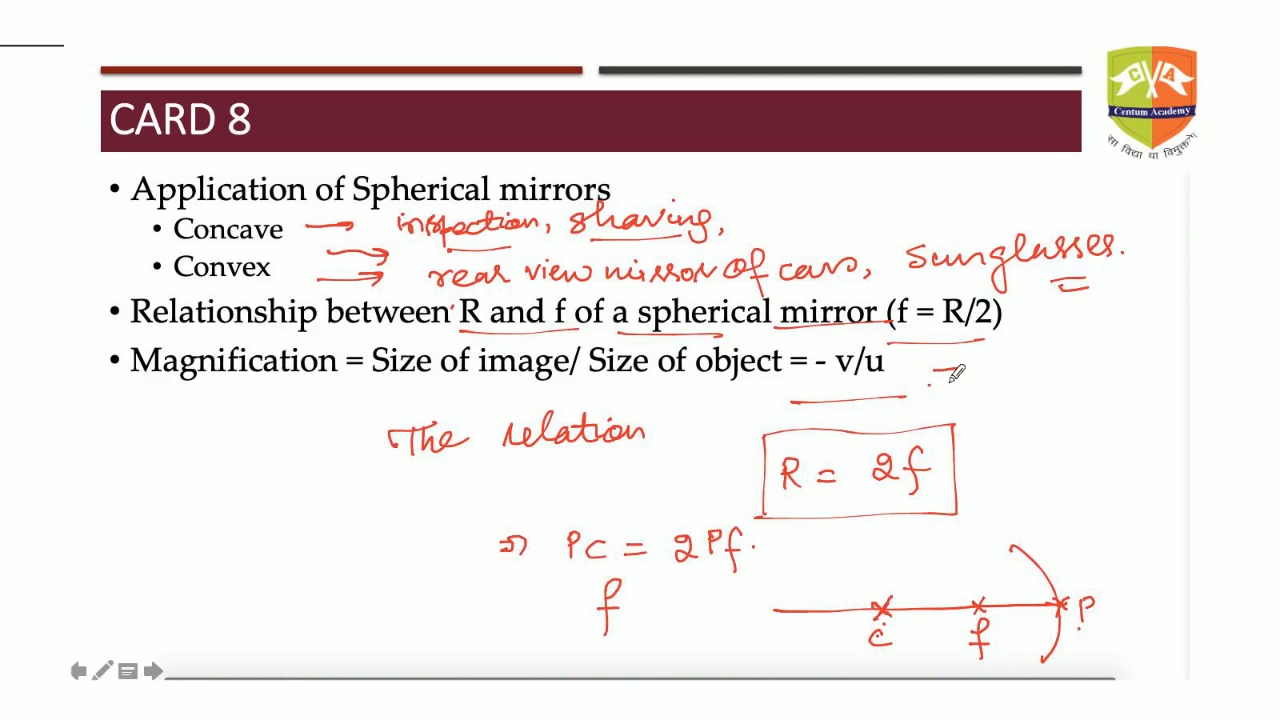 CARD 8
C A
Centum Academy
सा विद्या या विमुक्तये
• Application of Spherical mirrors
• Concave → inspection, shaving,
• Convex → rear view mirror of cars, sunglasses.
• Relationship between R and f of a spherical mirror (f = R/2)
• Magnification = Size of image/ Size of object = - v/u
The relation
R = 2f
⇒ PC = 2Pf.
f
C f P